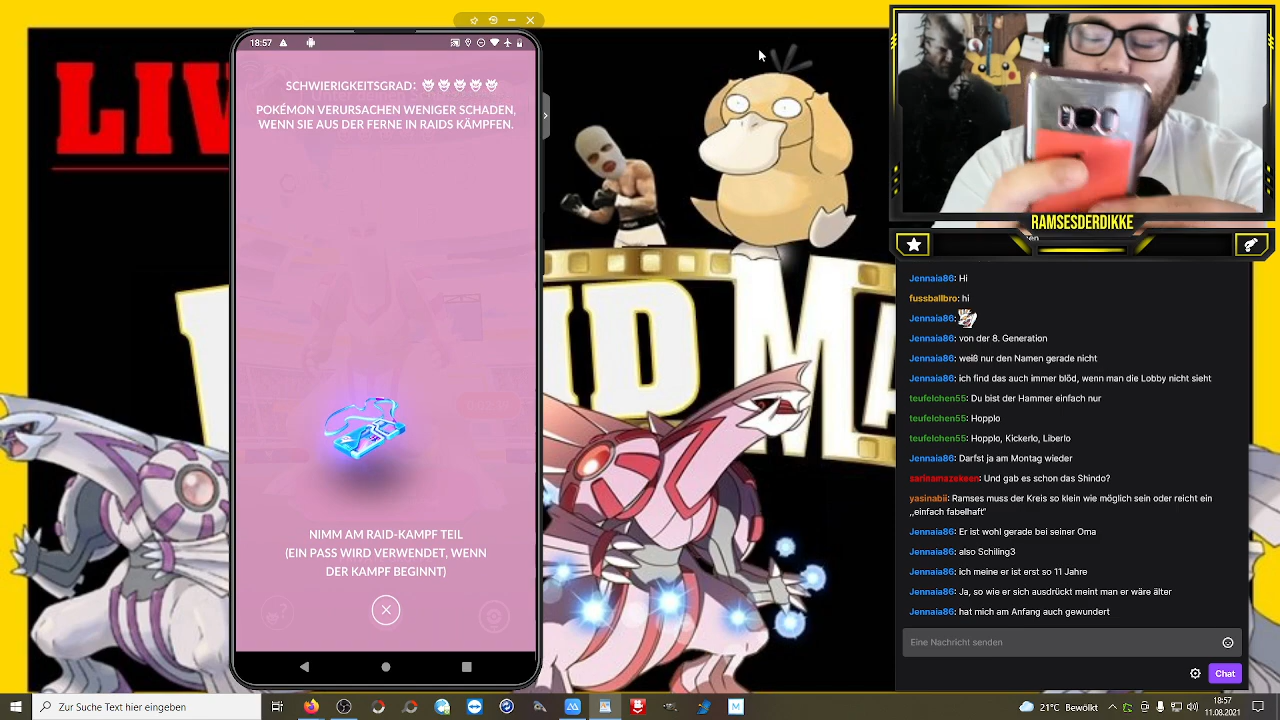 18:57
SCHWIERIGKEITSGRAD:
POKÉMON VERURSACHEN WENIGER SCHADEN,
WENN SIE AUS DER FERNE IN RAIDS KÄMPFEN.
NIMM AM RAID-KAMPF TEIL
(EIN PASS WIRD VERWENDET, WENN
DER KAMPF BEGINNT)
LIV
RAMSESDERDIKKE
Jennaia86: Hi
fussballbro: hi
Jennaia86:
Jennaia86: von der 8. Generation
Jennaia86: weiß nur den Namen gerade nicht
Jennaia86: ich find das auch immer blöd, wenn man die Lobby nicht sieht
teufelchen55: Du bist der Hammer einfach nur
teufelchen55: Hopplo
teufelchen55: Hopplo, Kickerlo, Liberlo
Jennaia86: Darfst ja am Montag wieder
sarinamazekeen: Und gab es schon das Shindo?
yasinabii: Ramses muss der Kreis so klein wie möglich sein oder reicht ein
„einfach fabelhaft“
Jennaia86: Er ist wohl gerade bei seiner Oma
Jennaia86: also Schiling3
Jennaia86: ich meine er ist erst so 11 Jahre
Jennaia86: Ja, so wie er sich ausdrückt meint man er wäre älter
Jennaia86: hat mich am Anfang auch gewundert
Eine Nachricht senden
Chat
Zur Suche Text hier eingeben
18:57
11.08.2021